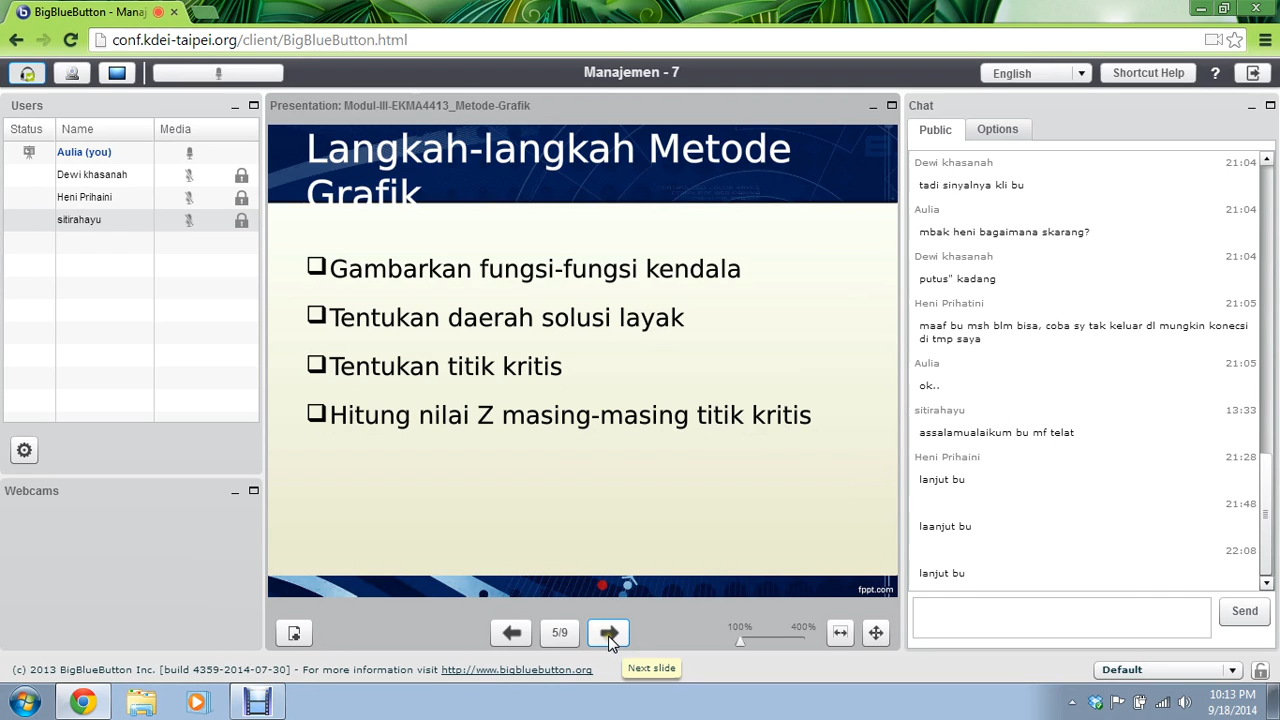 BigBlueButton - Manaj
conf.kdei-taipei.org/client/BigBlueButton.html
Manajemen - 7
English
Shortcut Help
?
Users
Status Name Media
Aulia (you)
Dewi khasanah
Heni Prihaini
sitirahayu
Webcams
Presentation: Modul-III-EKMA4413_Metode-Grafik
Langkah-langkah Metode
Grafik
Gambarkan fungsi-fungsi kendala
Tentukan daerah solusi layak
Tentukan titik kritis
Hitung nilai Z masing-masing titik kritis
fppt.com
5/9
100% 400%
Next slide
Chat
Public Options
Dewi khasanah 21:04
tadi sinyalnya kli bu
Aulia 21:04
mbak heni bagaimana skarang?
Dewi khasanah 21:04
putus" kadang
Heni Prihatini 21:05
maaf bu msh blm bisa, coba sy tak keluar dl mungkin konecsi
di tmp saya
Aulia 21:05
ok..
sitirahayu 13:33
assalamualaikum bu mf telat
Heni Prihaini 21:28
lanjut bu
21:48
laanjut bu
22:08
lanjut bu
Send
(c) 2013 BigBlueButton Inc. [build 4359-2014-07-30] - For more information visit http://www.bigbluebutton.org
Default
10:13 PM
9/18/2014